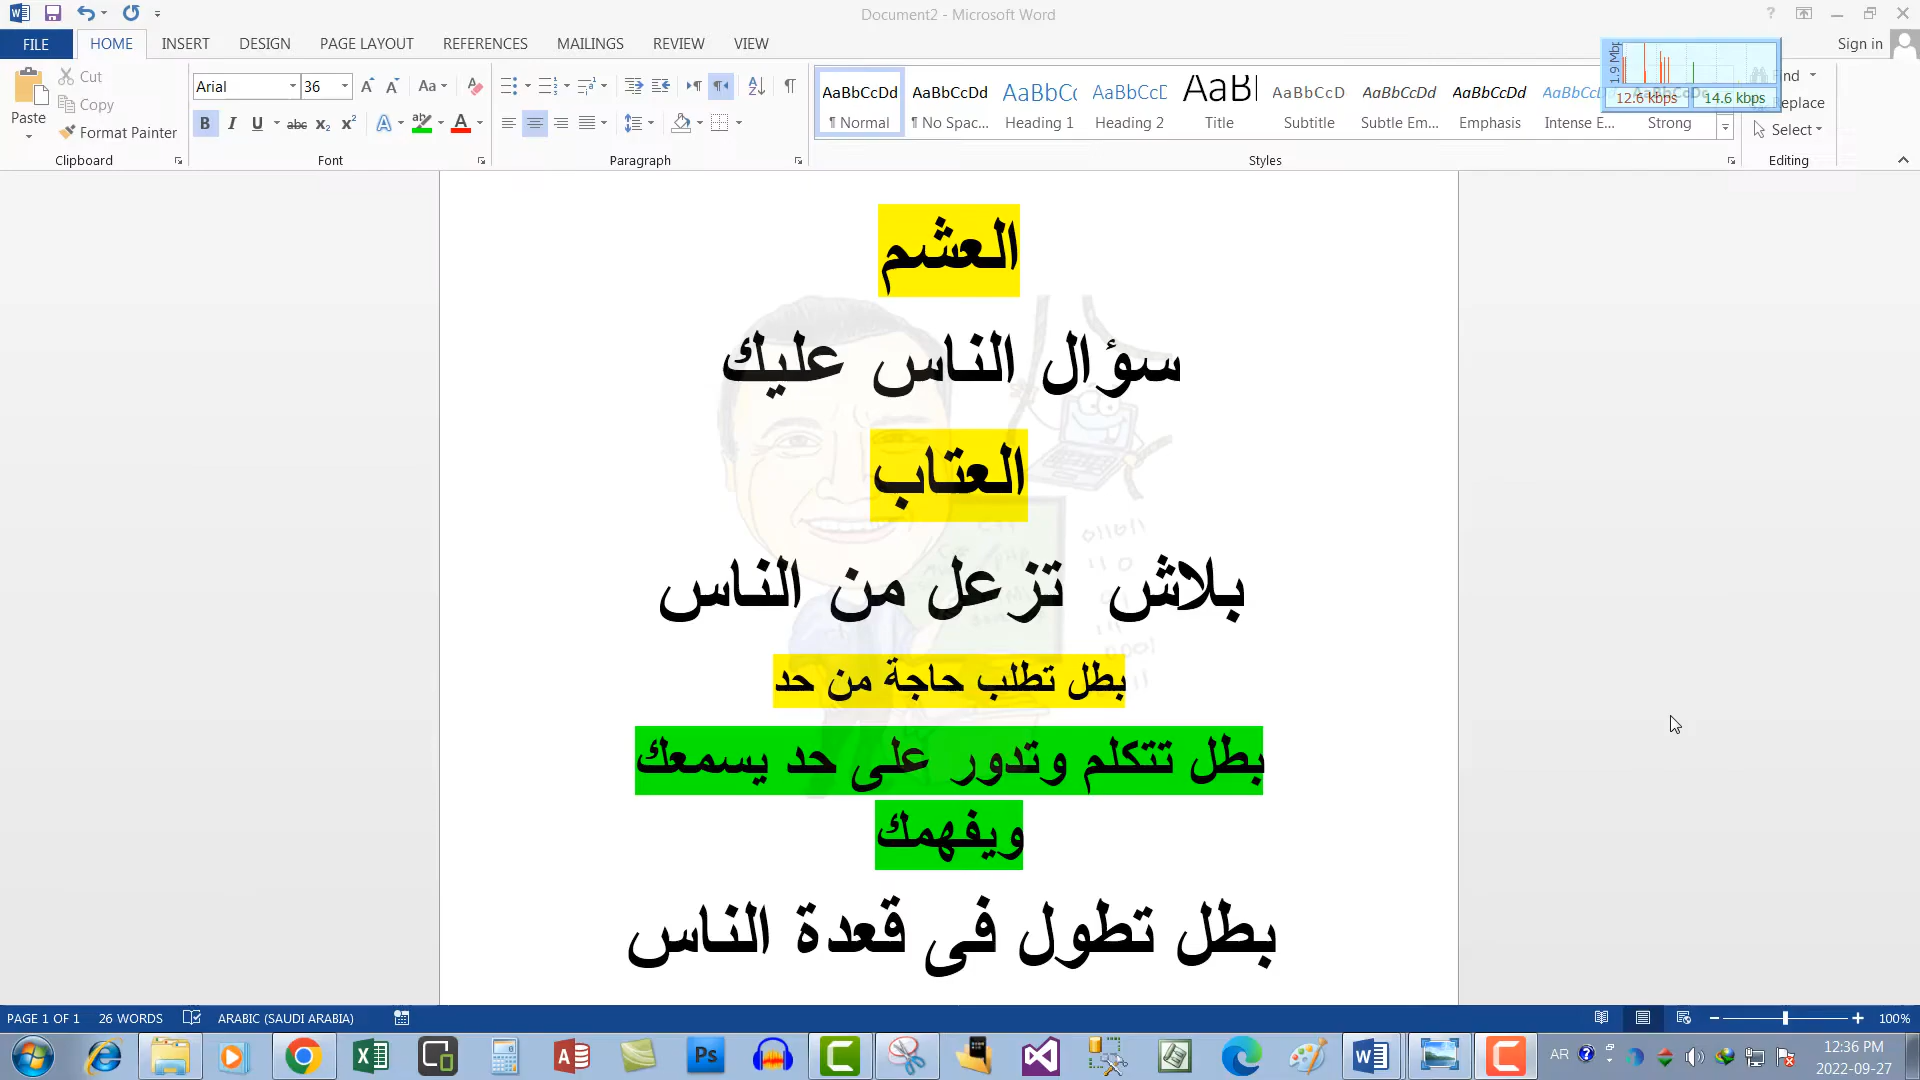 Document2 - Microsoft Word
FILE
HOME
INSERT
DESIGN
PAGE LAYOUT
REFERENCES
MAILINGS
REVIEW
VIEW
Sign in
Paste
Cut
Copy
Format Painter
Clipboard
Arial
36
Font
Paragraph
AaBbCcDd
¶ Normal
AaBbCcDd
¶ No Spac...
Heading 1
Heading 2
Title
AaBbCcD
Subtitle
AaBbCcDd
Subtle Em...
AaBbCcDd
Emphasis
Intense E...
Strong
Styles
1.9
12.6 kbps
14.6 kbps
Select
Editing
العشم
سؤال الناس عليك
العتاب
بلاش تزعل من الناس
بطل تطلب حاجة من حد
بطل تتكلم وتدور على حد يسمعك
ويفهمك
بطل تطول فى قعدة الناس
PAGE 1 OF 1
26 WORDS
ARABIC (SAUDI ARABIA)
100%
AR
12:36 PM
2022-09-27